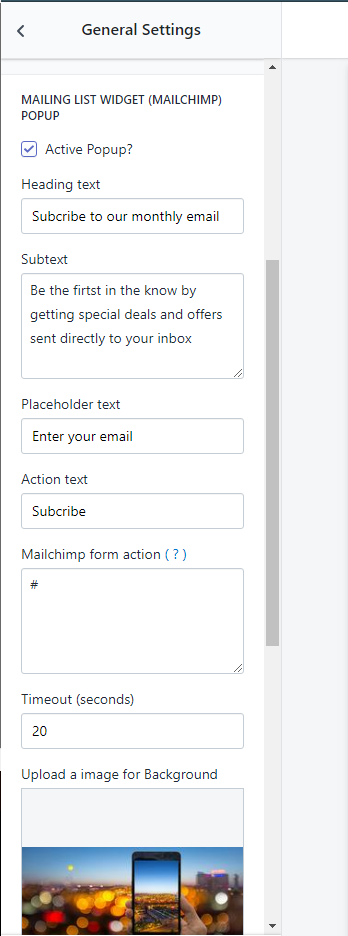 General Settings
MAILING LIST WIDGET (MAILCHIMP)
POPUP
Active Popup?
Heading text
Subcribe to our monthly email
Subtext
Be the firtst in the know by
getting special deals and offers
sent directly to your inbox
Placeholder text
Enter your email
Action text
Subcribe
Mailchimp form action ( ? )
#
Timeout (seconds)
20
Upload a image for Background